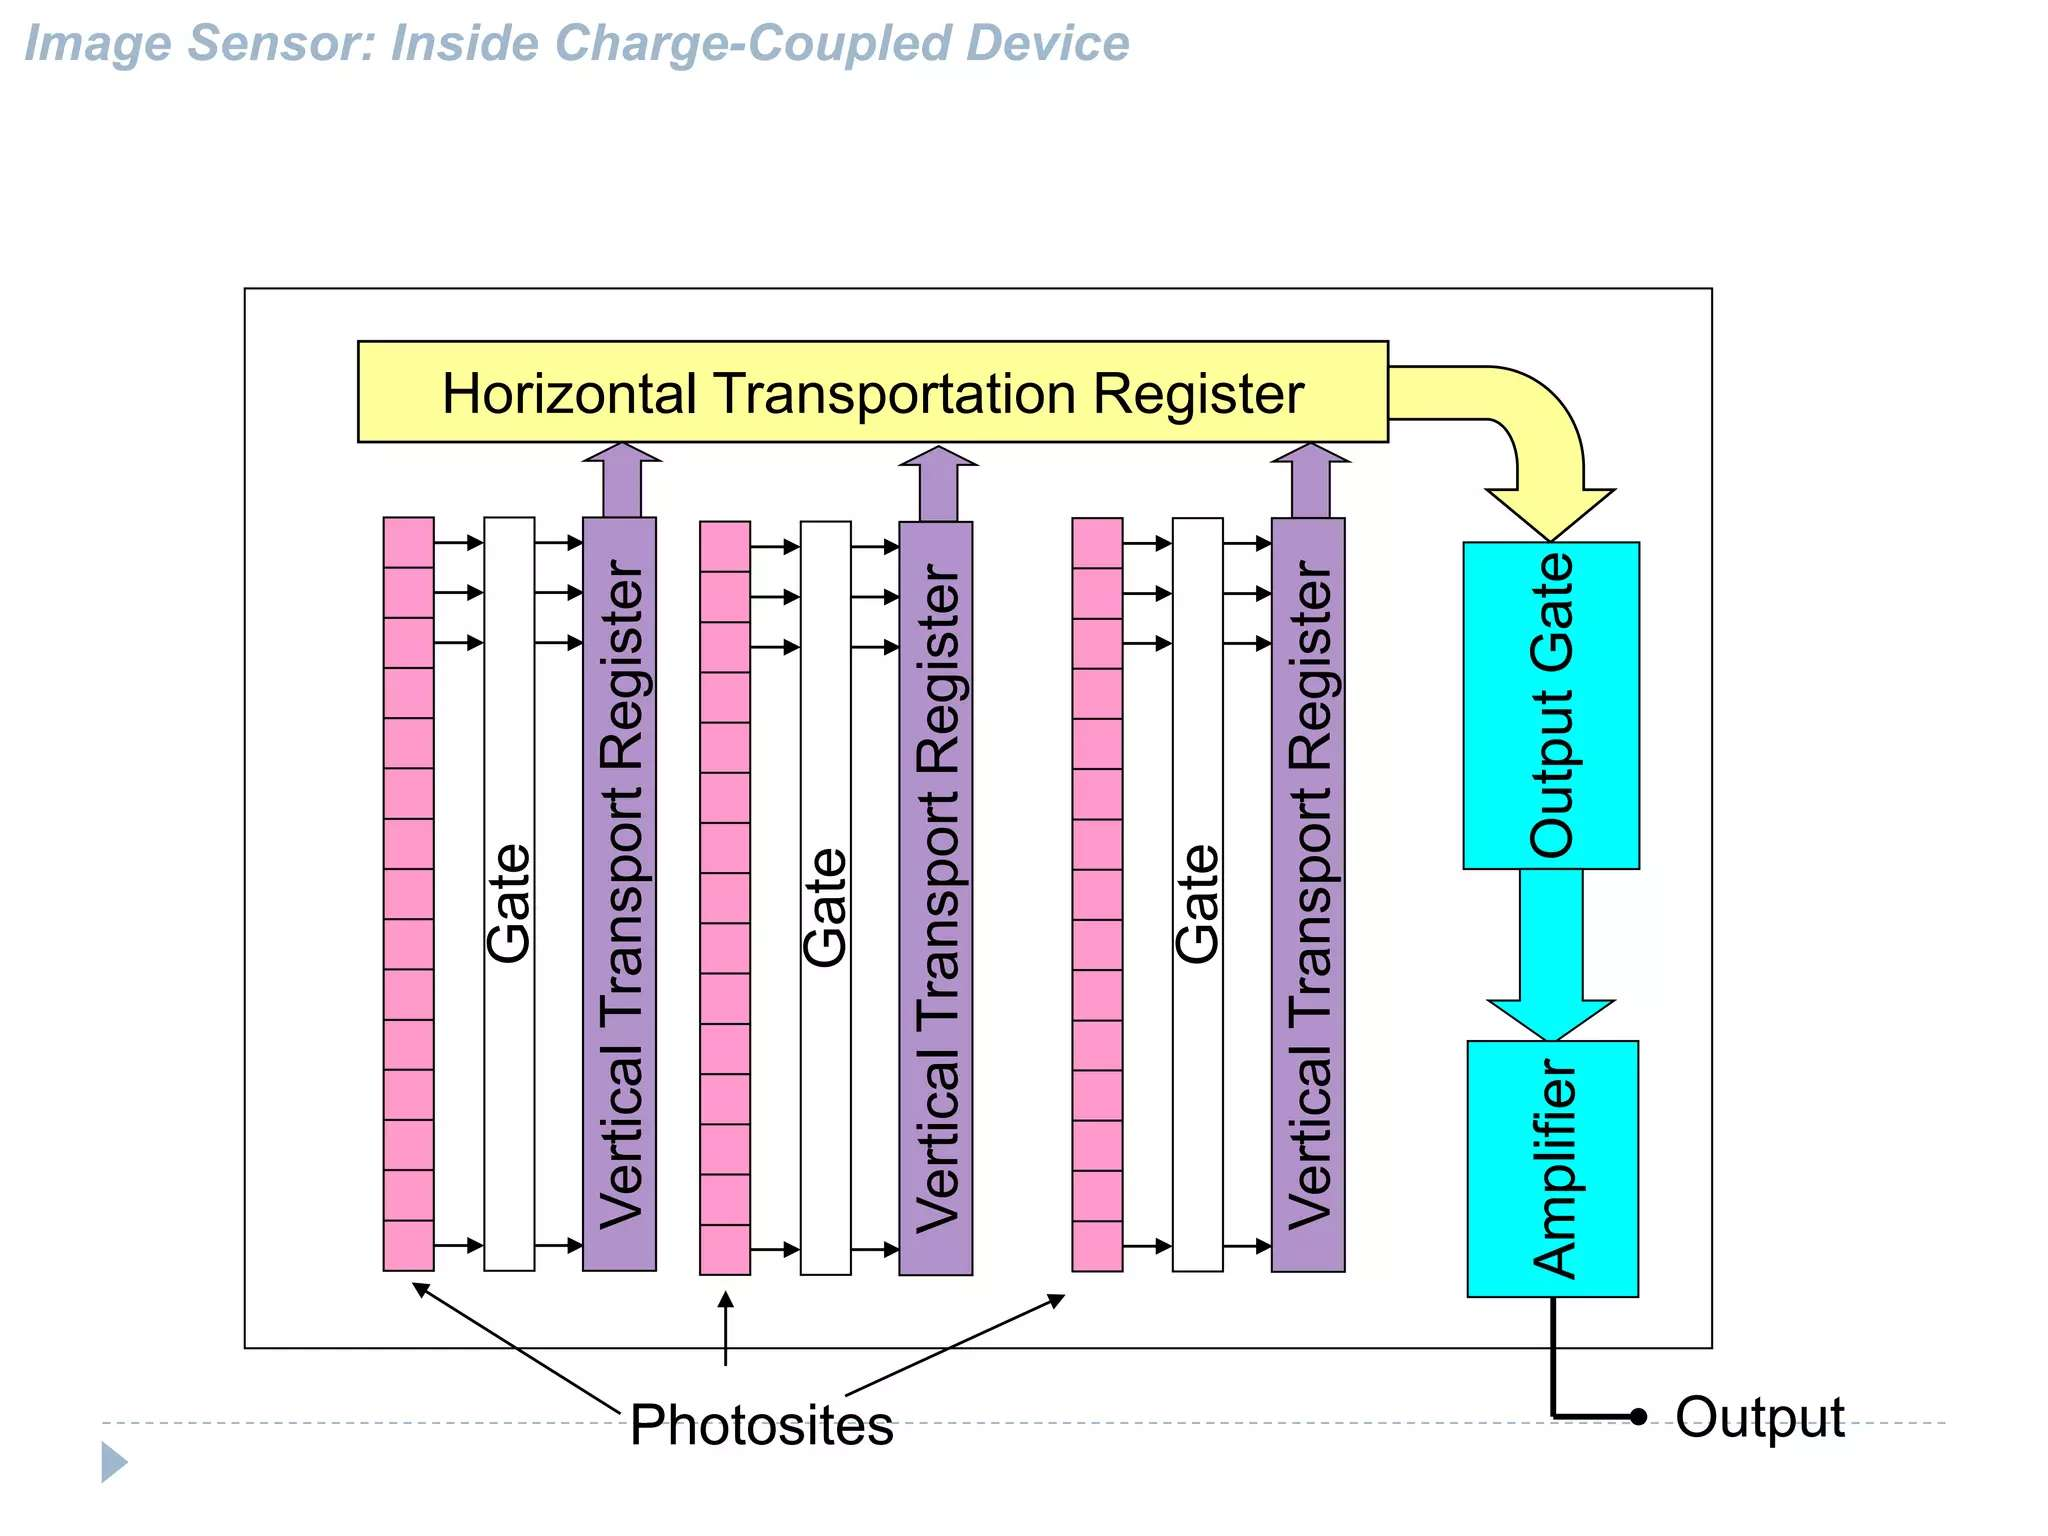 Image Sensor: Inside Charge-Coupled Device
Horizontal Transportation Register
Gate
Vertical Transport Register
Gate
Vertical Transport Register
Gate
Vertical Transport Register
Output Gate
Amplifier
Photosites
Output